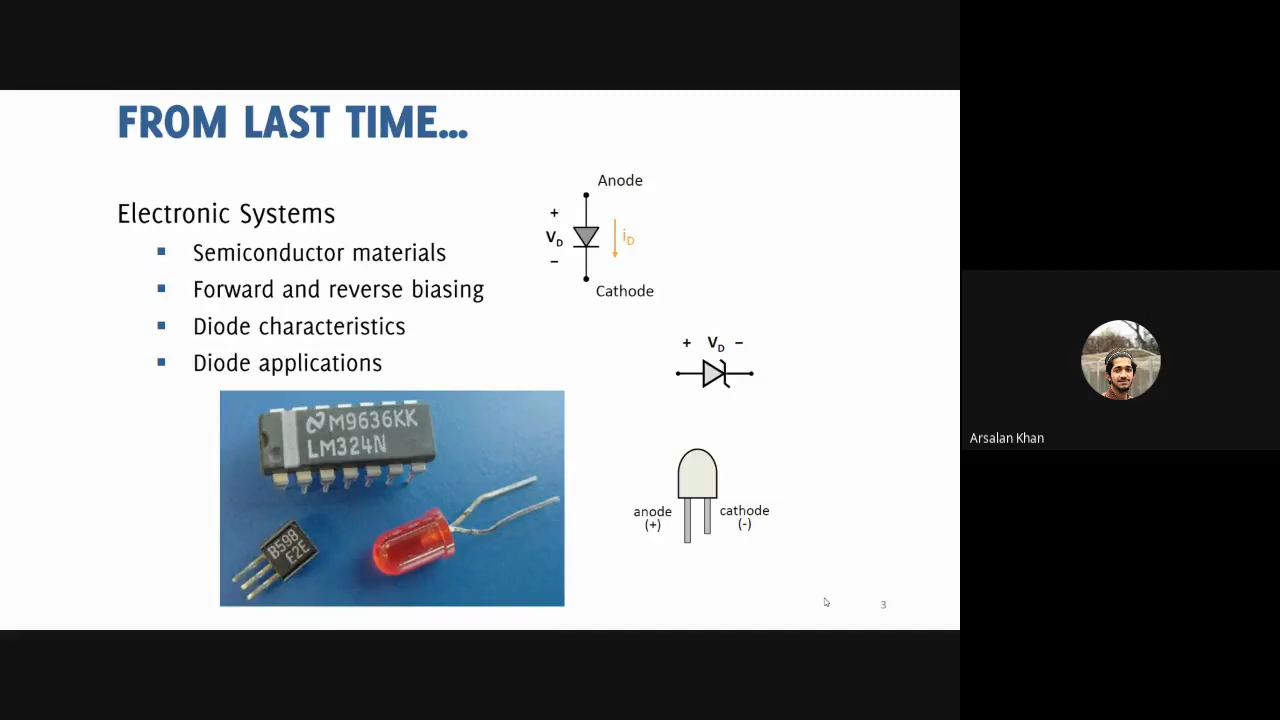 FROM LAST TIME...
Electronic Systems
▪ Semiconductor materials
▪ Forward and reverse biasing
▪ Diode characteristics
▪ Diode applications
Anode
+
VD
iD
−
Cathode
+ VD −
M9636KK
LM324N
B598
E2E
anode
(+)
cathode
(-)
3
Arsalan Khan